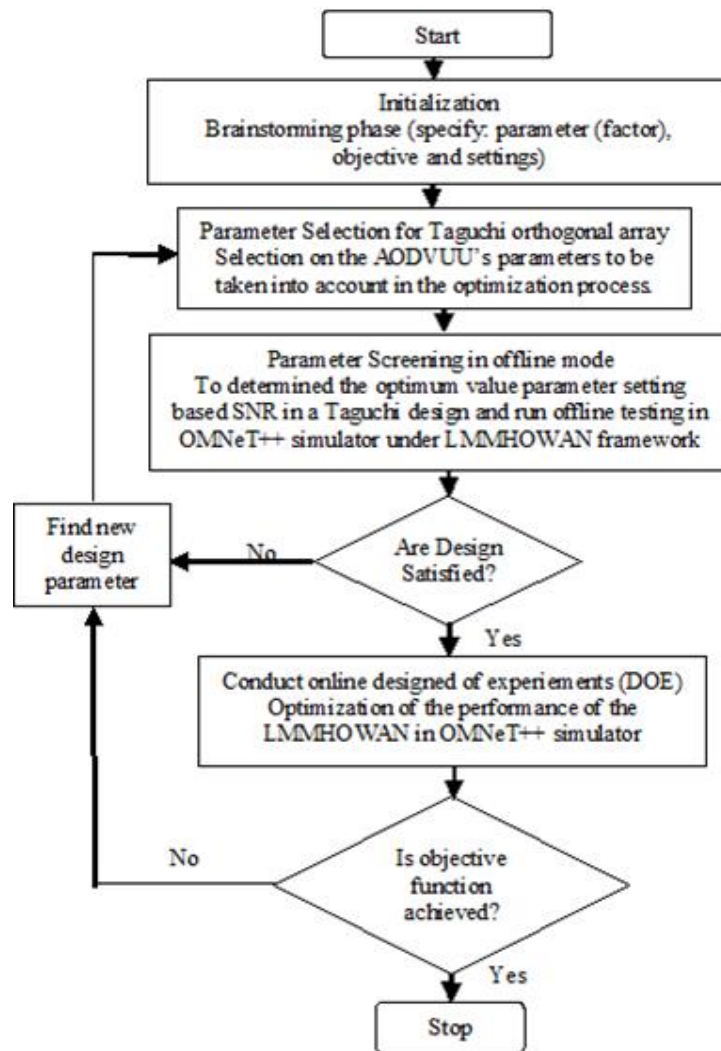 Start
Initialization
Brainstorming phase (specify: parameter (factor),
objective and settings)
Parameter Selection for Taguchi orthogonal array
Selection on the AODVUU's parameters to be
taken into account in the optimization process.
Parameter Screening in offline mode
To determined the optimum value parameter setting
based SNR in a Taguchi design and run offline testing in
OMNeT++ simulator under LMMHOWAN framework
Find new
design
parameter
No
Are Design
Satisfied?
Yes
Conduct online designed of experiements (DOE)
Optimization of the performance of the
LMMHOWAN in OMNeT++ simulator
No
Is objective
function
achieved?
Yes
Stop